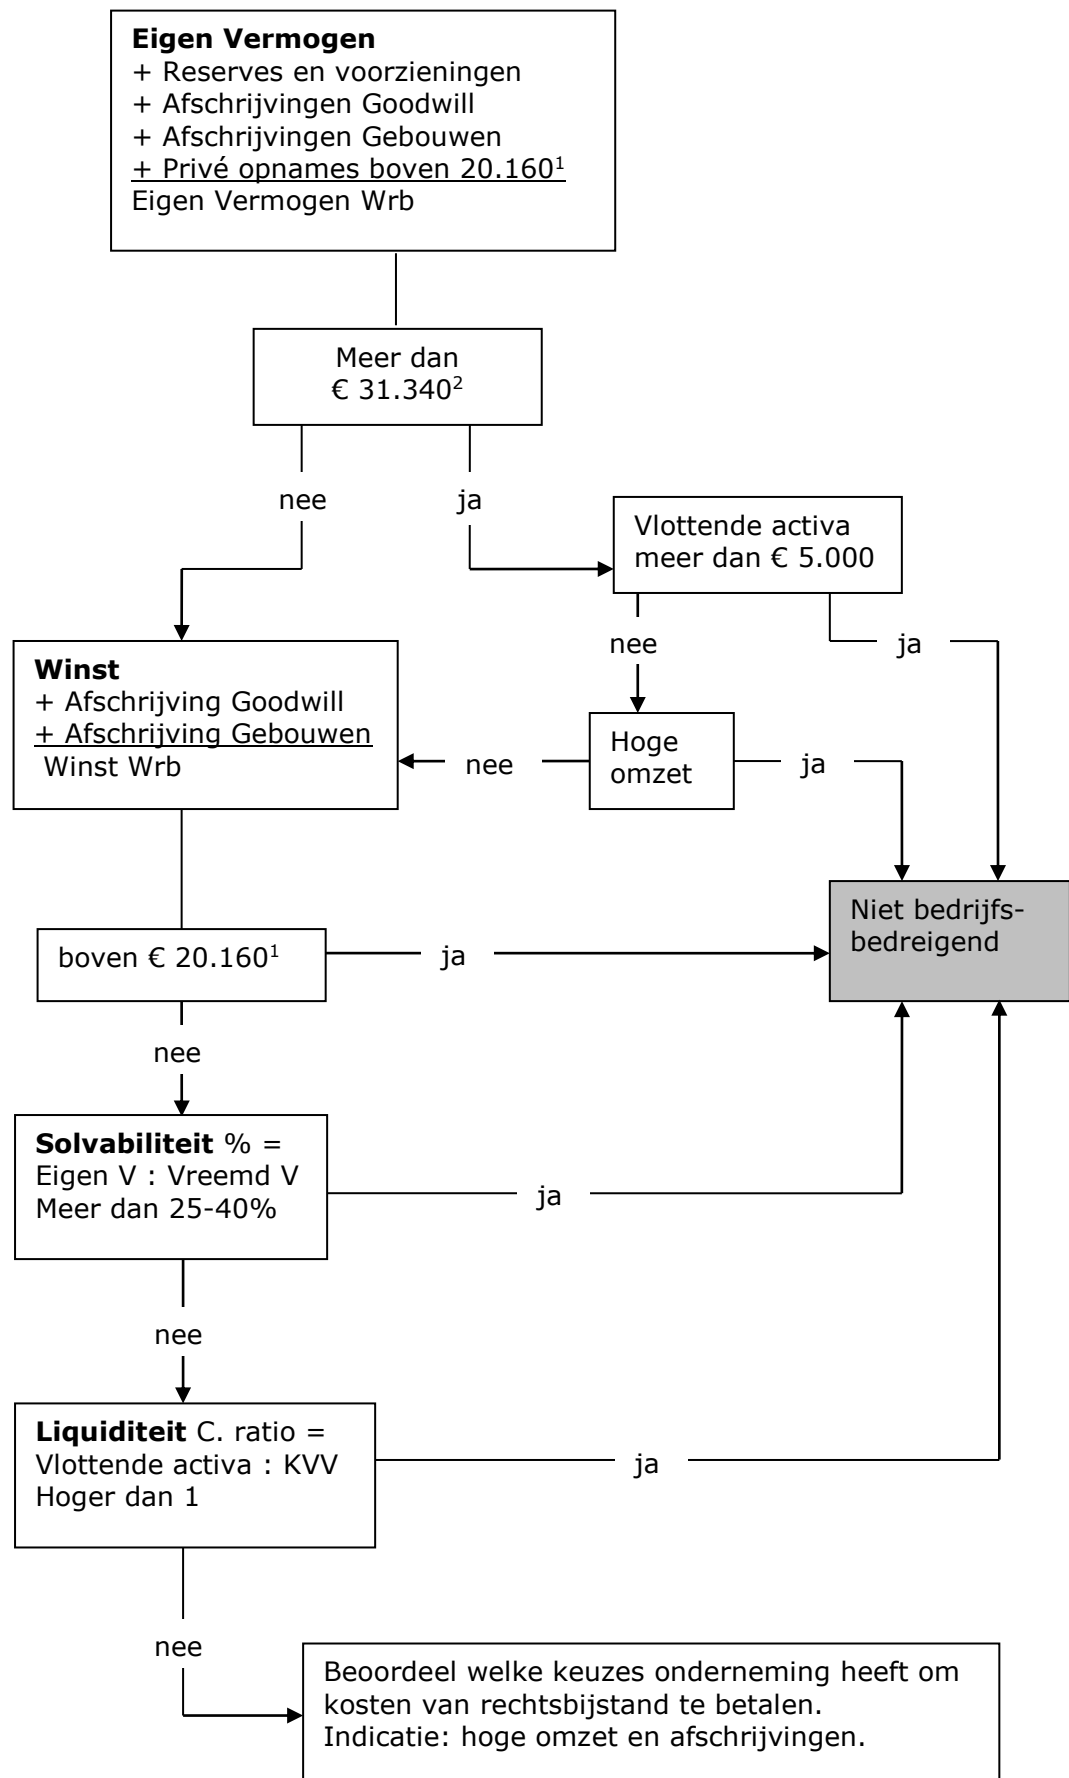 Eigen Vermogen
+ Reserves en voorzieningen
+ Afschrijvingen Goodwill
+ Afschrijvingen Gebouwen
+ Privé opnames boven 20.160¹
Eigen Vermogen Wrb
Meer dan
€ 31.340²
nee
ja
Vlottende activa
meer dan € 5.000
nee
ja
Winst
+ Afschrijving Goodwill
+ Afschrijving Gebouwen
Winst Wrb
nee
Hoge
omzet
ja
Niet bedrijfs-
bedreigend
boven € 20.160¹
ja
nee
Solvabiliteit % =
Eigen V : Vreemd V
Meer dan 25-40%
ja
nee
Liquiditeit C. ratio =
Vlottende activa : KVV
Hoger dan 1
ja
nee
Beoordeel welke keuzes onderneming heeft om
kosten van rechtsbijstand te betalen.
Indicatie: hoge omzet en afschrijvingen.